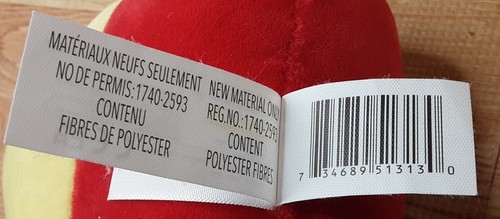 MATÉRIAUX NEUFS SEULEMENT
NO DE PERMIS:1740-2593
CONTENU
FIBRES DE POLYESTER
NEW MATERIAL ONLY
REG.NO.:1740-2593
CONTENT
POLYESTER FIBRES
7 34689 51313 0